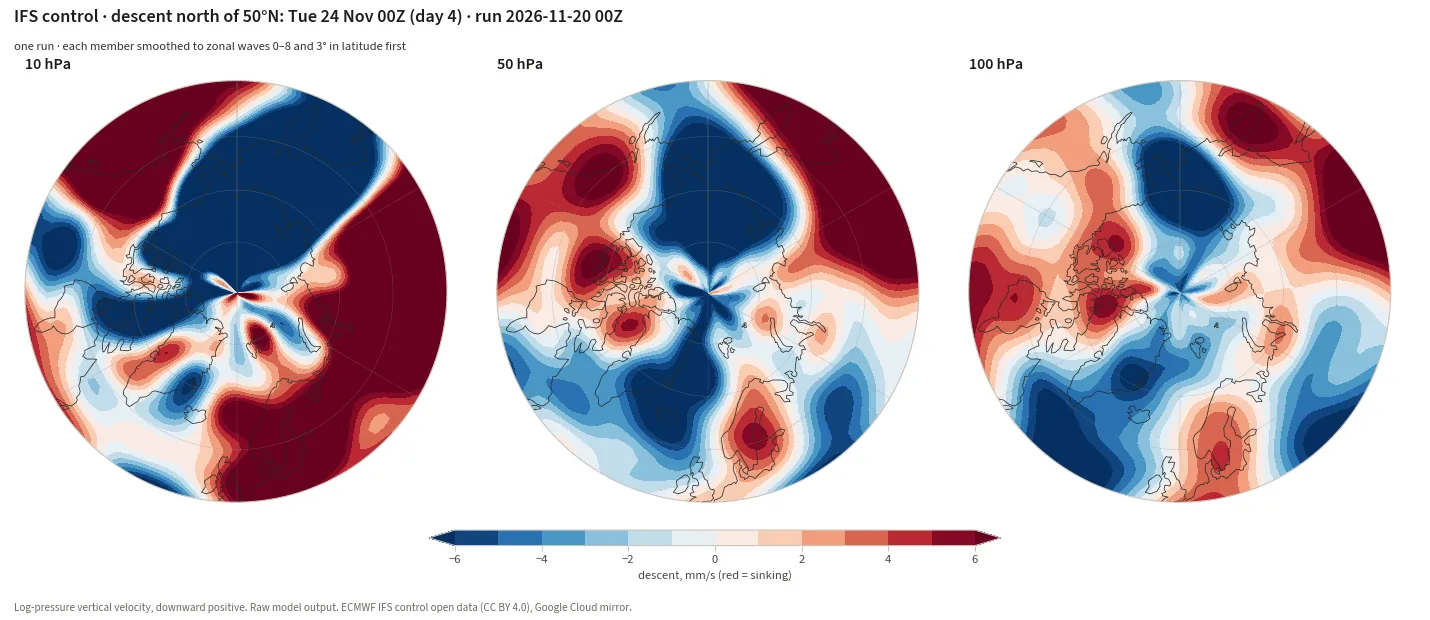 IFS control · descent north of 50°N: Tue 24 Nov 00Z (day 4) · run 2026-11-20 00Z
one run · each member smoothed to zonal waves 0–8 and 3° in latitude first
10 hPa
50 hPa
100 hPa
−6 −4 −2 0 2 4 6
descent, mm/s (red = sinking)
Log-pressure vertical velocity, downward positive. Raw model output. ECMWF IFS control open data (CC BY 4.0), Google Cloud mirror.